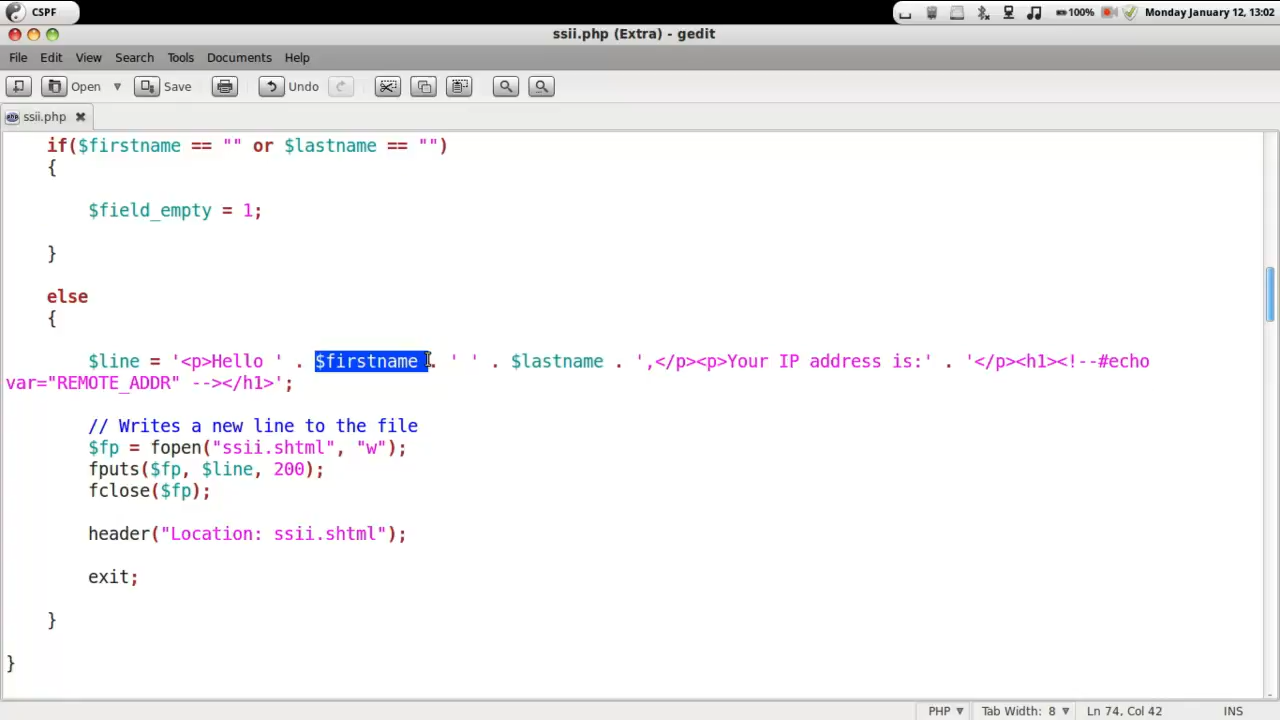 CSPF
100%
Monday January 12, 13:02
ssii.php (Extra) - gedit
File Edit View Search Tools Documents Help
Open Save Undo
ssii.php
if($firstname == "" or $lastname == "")
{
$field_empty = 1;
}
else
{
$line = '<p>Hello ' . $firstname . ' ' . $lastname . ',</p><p>Your IP address is:' . '</p><h1><!--#echo
var="REMOTE_ADDR" --></h1>';
// Writes a new line to the file
$fp = fopen("ssii.shtml", "w");
fputs($fp, $line, 200);
fclose($fp);
header("Location: ssii.shtml");
exit;
}
}
PHP Tab Width: 8 Ln 74, Col 42 INS